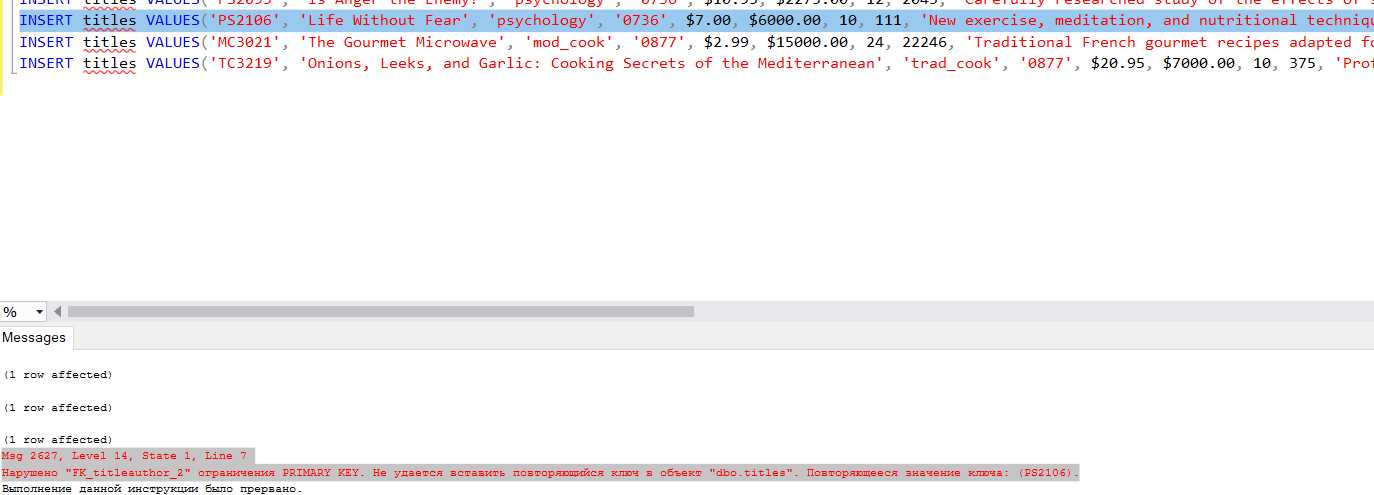 INSERT titles VALUES('PS2095', 'Is Anger the Enemy?', 'psychology', '0736', $10.95, $2275.00, 12, 2045, 'Carefully researched study of the effects of s
INSERT titles VALUES('PS2106', 'Life Without Fear', 'psychology', '0736', $7.00, $6000.00, 10, 111, 'New exercise, meditation, and nutritional techniqu
INSERT titles VALUES('MC3021', 'The Gourmet Microwave', 'mod_cook', '0877', $2.99, $15000.00, 24, 22246, 'Traditional French gourmet recipes adapted fo
INSERT titles VALUES('TC3219', 'Onions, Leeks, and Garlic: Cooking Secrets of the Mediterranean', 'trad_cook', '0877', $20.95, $7000.00, 10, 375, 'Prof
%
Messages
(1 row affected)
(1 row affected)
(1 row affected)
Msg 2627, Level 14, State 1, Line 7
Нарушено "FK_titleauthor_2" ограничения PRIMARY KEY. Не удается вставить повторяющийся ключ в объект "dbo.titles". Повторяющееся значение ключа: (PS2106).
Выполнение данной инструкции было прервано.